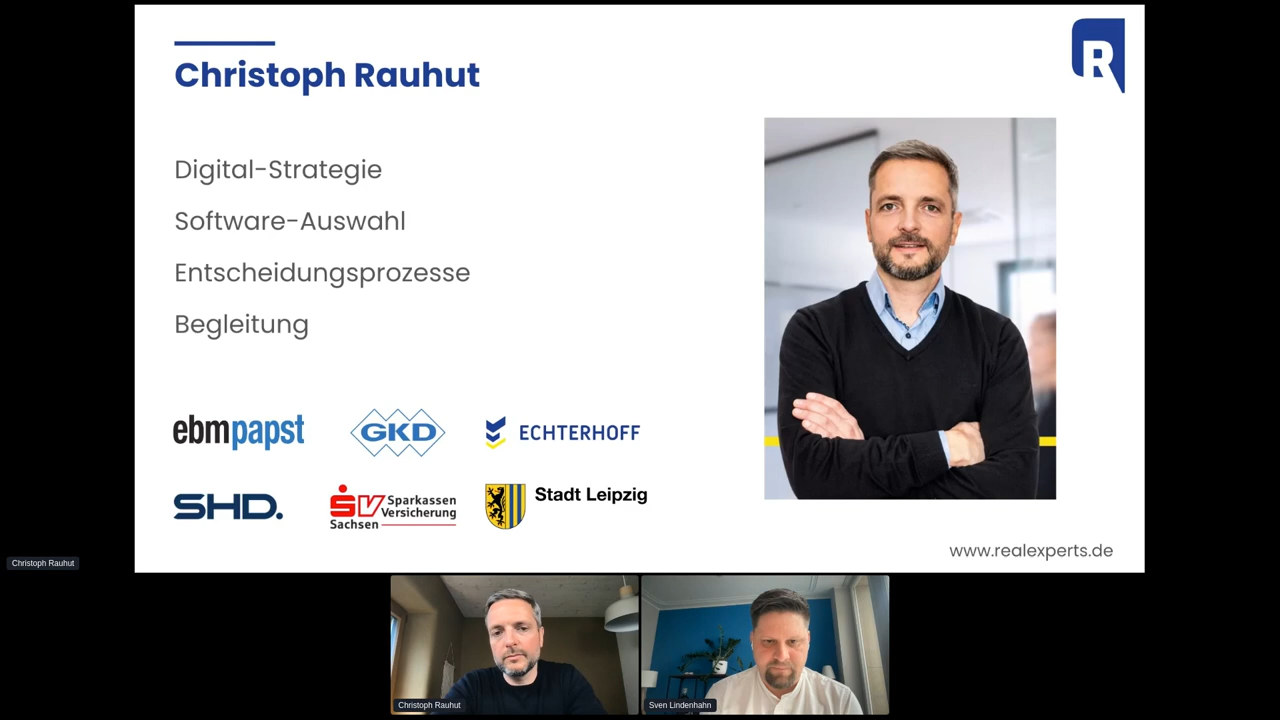 Christoph Rauhut
R
Digital-Strategie
Software-Auswahl
Entscheidungsprozesse
Begleitung
ebmpapst
GKD
ECHTERHOFF
SHD.
SV Sparkassen
Versicherung
Sachsen
Stadt Leipzig
www.realexperts.de
Christoph Rauhut
Christoph Rauhut
Sven Lindenhahn